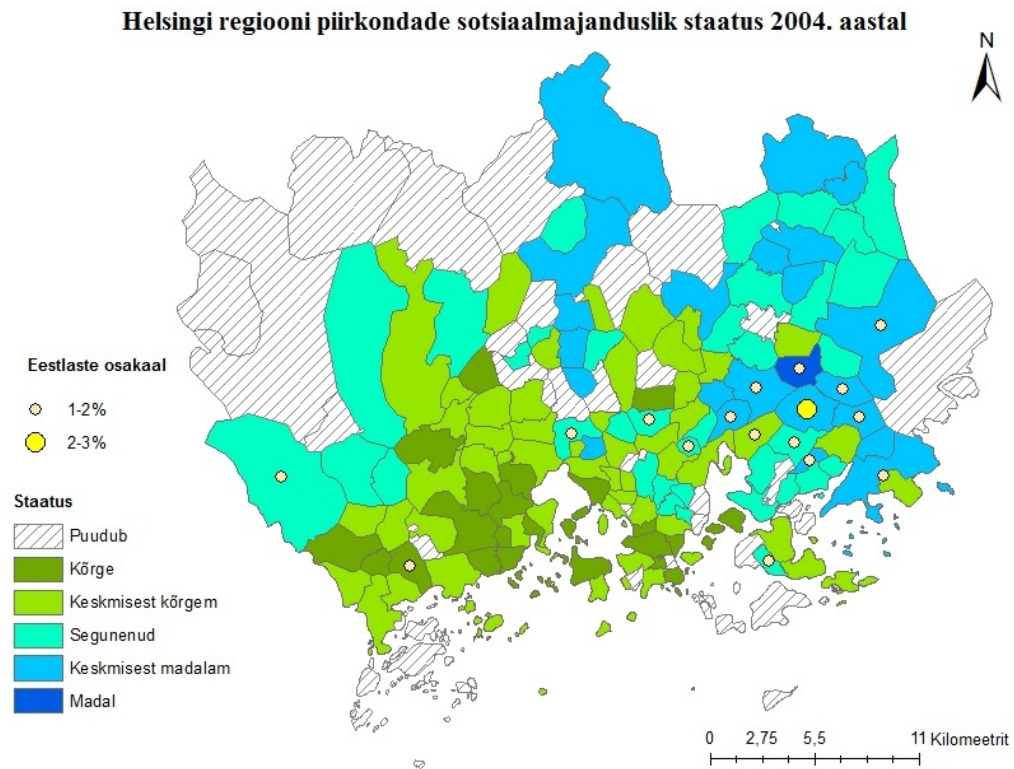 Helsingi regiooni piirkondade sotsiaalmajanduslik staatus 2004. aastal
N
Eestlaste osakaal
1-2%
2-3%
Staatus
Puudub
Kõrge
Keskmisest kõrgem
Segunenud
Keskmisest madalam
Madal
0 2,75 5,5 11 Kilomeetrit